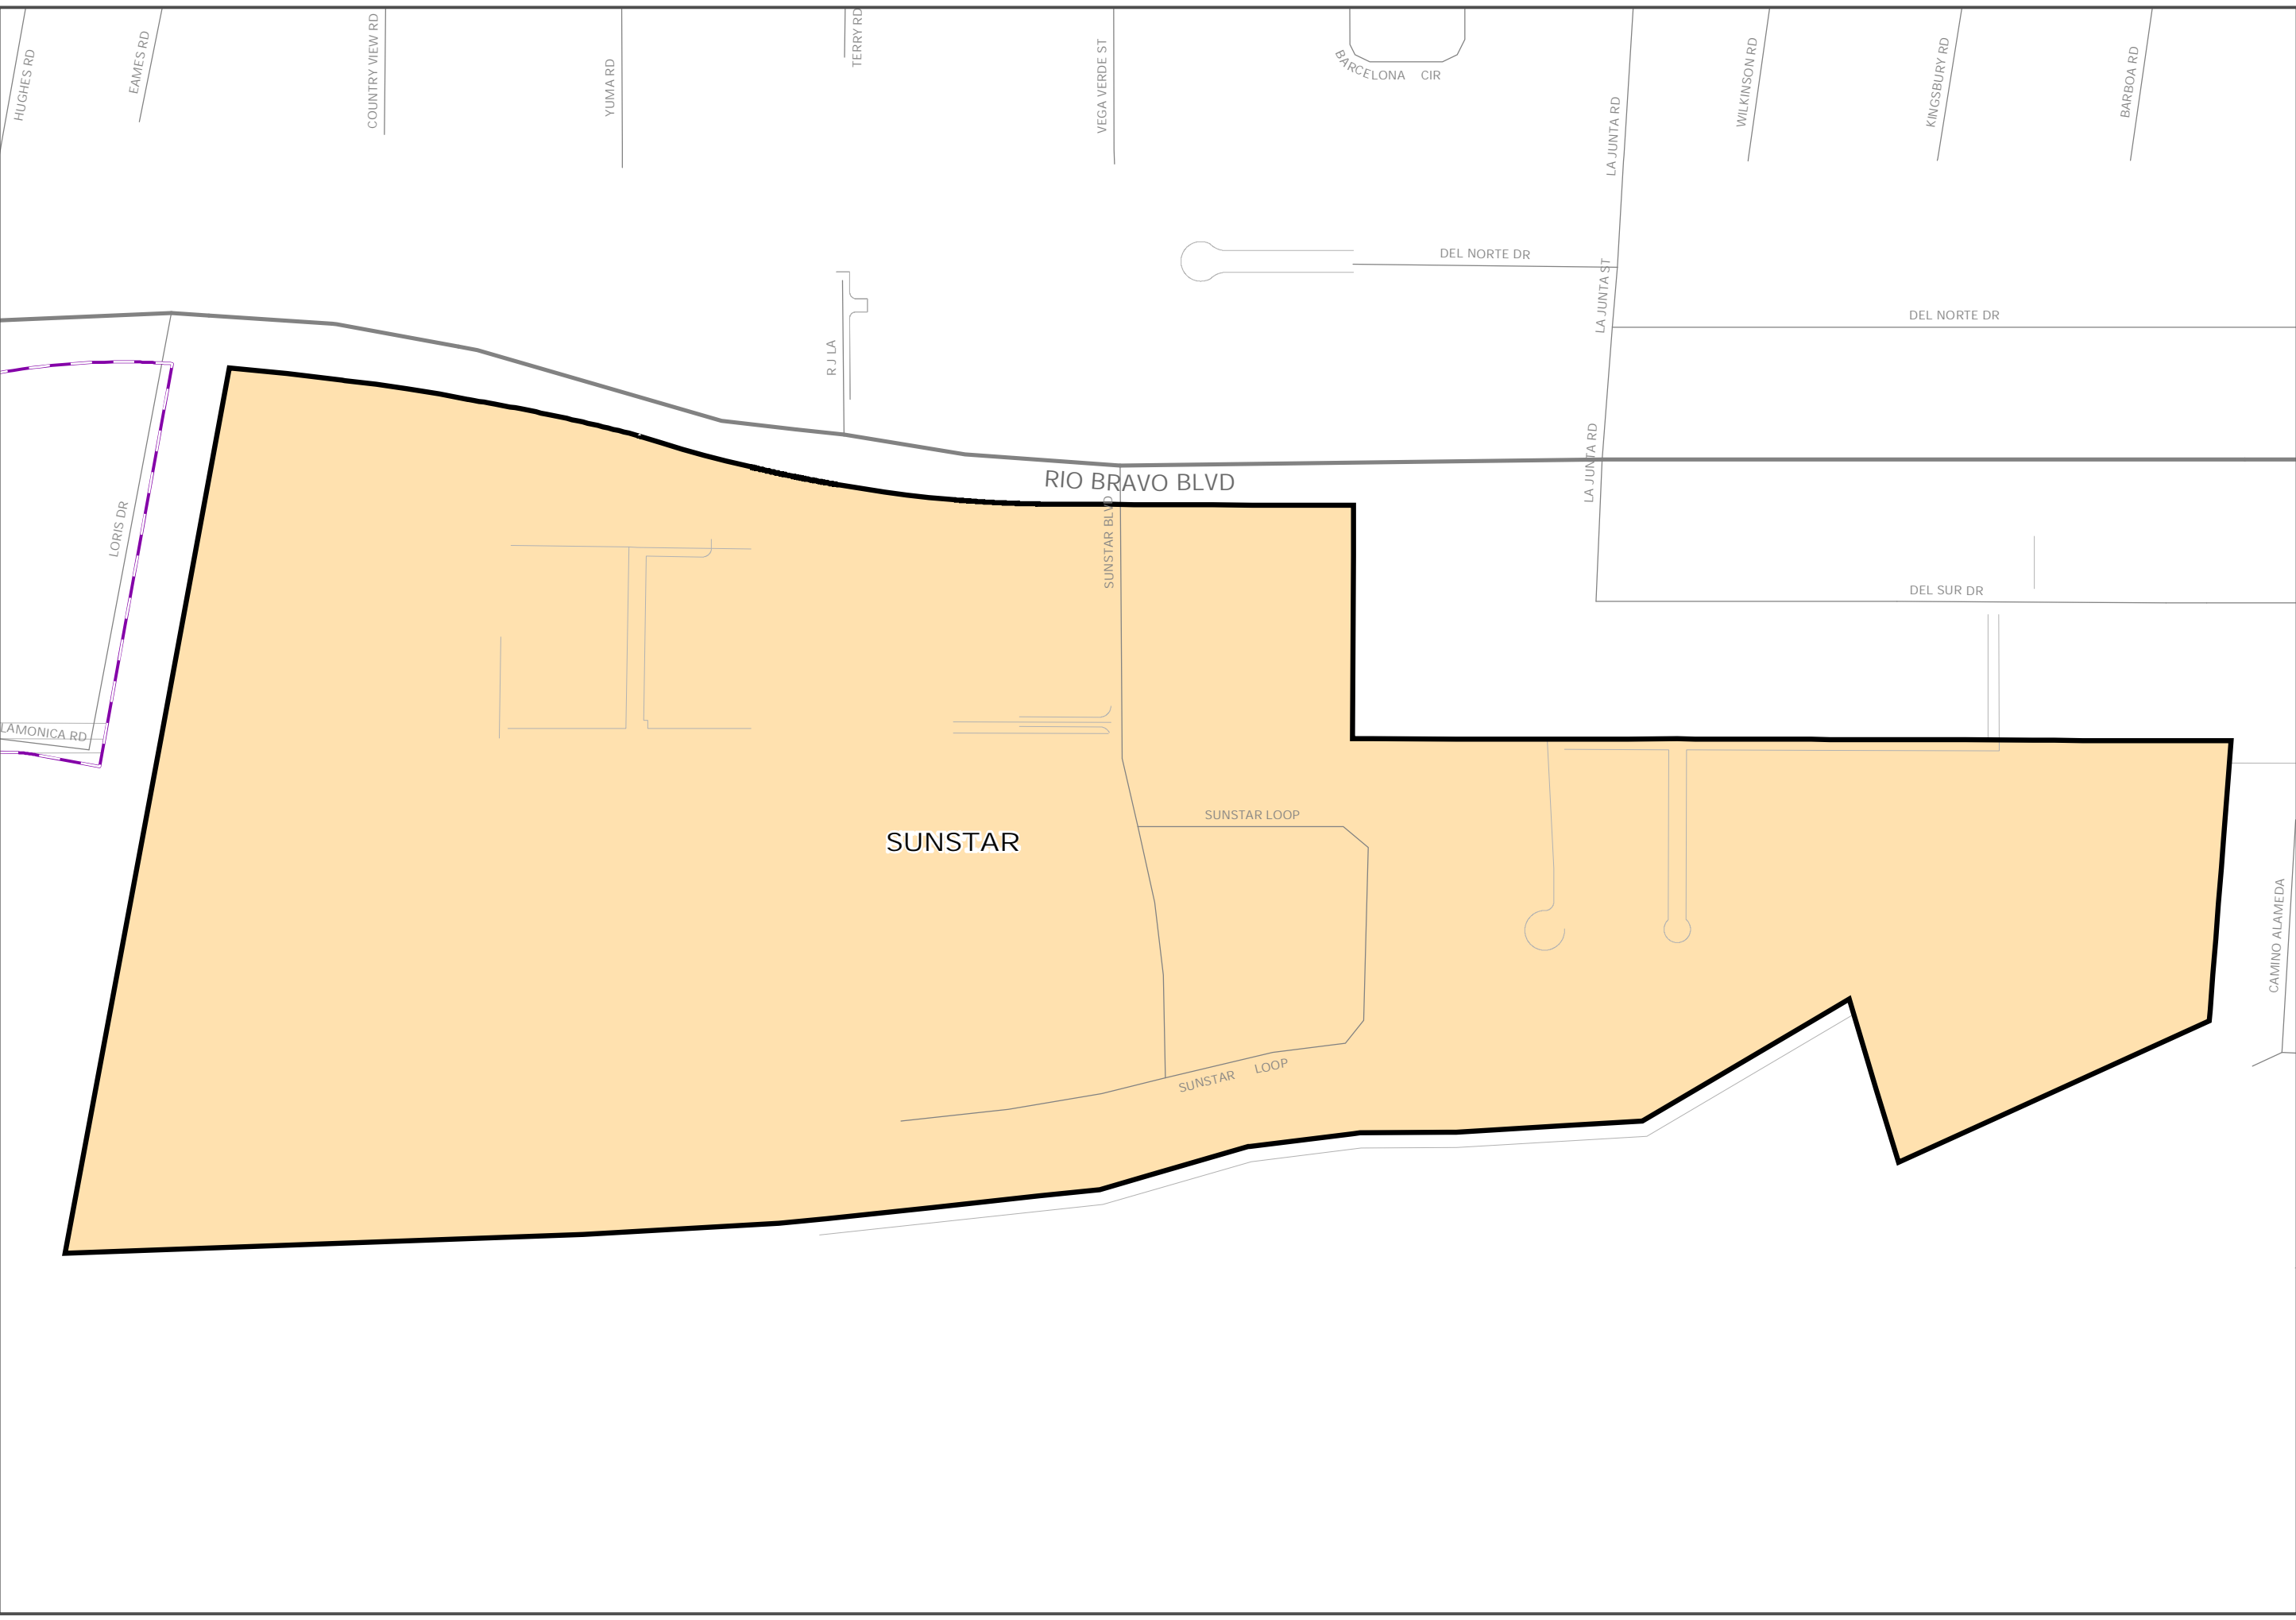 HUGHES RD
EAMES RD
COUNTRY VIEW RD
YUMA RD
TERRY RD
VEGA VERDE ST
BARCELONA CIR
LA JUNTA RD
WILKINSON RD
KINGSBURY RD
BARBOA RD
DEL NORTE DR
LA JUNTA ST
DEL NORTE DR
R J LA
LA JUNTA RD
RIO BRAVO BLVD
SUNSTAR BLVD
LORIS DR
DEL SUR DR
LAMONICA RD
SUNSTAR LOOP
SUNSTAR
CAMINO ALAMEDA
SUNSTAR LOOP